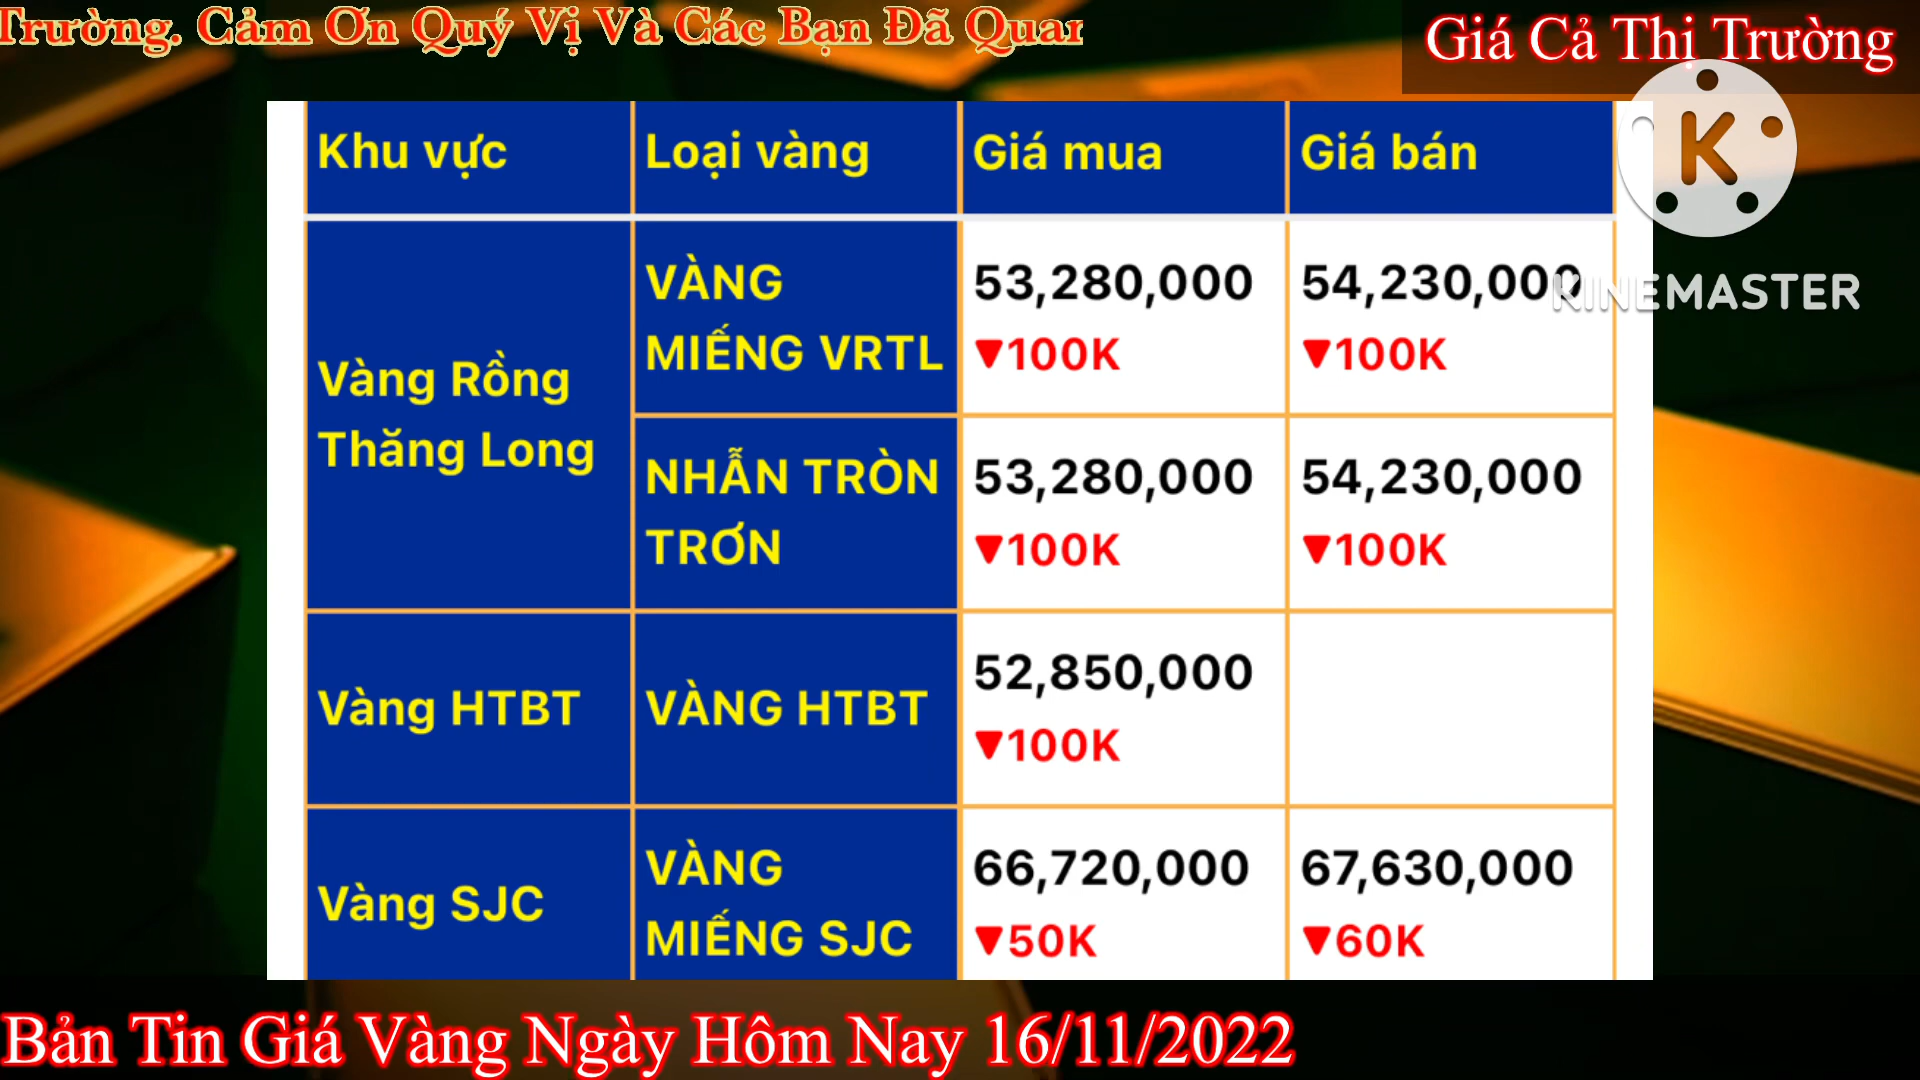 Trường. Cảm Ơn Quý Vị Và Các Bạn Đã Quan
Giá Cả Thị Trường
K
KINEMASTER
Khu vực Loại vàng Giá mua Giá bán
Vàng Rồng
Thăng Long
VÀNG
MIẾNG VRTL
53,280,000
▼100K
54,230,000
▼100K
NHẪN TRÒN
TRƠN
53,280,000
▼100K
54,230,000
▼100K
Vàng HTBT
VÀNG HTBT
52,850,000
▼100K
Vàng SJC
VÀNG
MIẾNG SJC
66,720,000
▼50K
67,630,000
▼60K
Bản Tin Giá Vàng Ngày Hôm Nay 16/11/2022